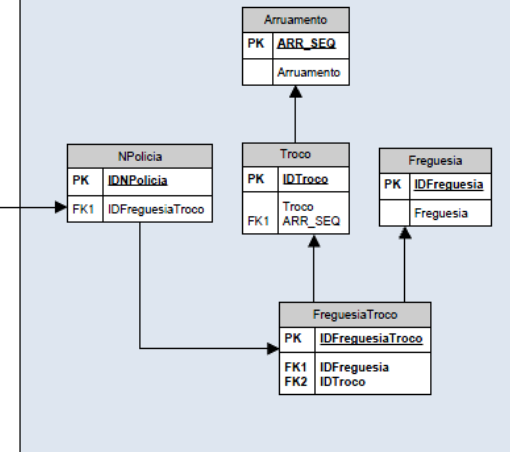 Arruamento
PK ARR_SEQ
Arruamento
NPolicia
PK IDNPolicia
FK1 IDFreguesiaTroco
Troco
PK IDTroco
Troco
FK1 ARR_SEQ
Freguesia
PK IDFreguesia
Freguesia
FreguesiaTroco
PK IDFreguesiaTroco
FK1 IDFreguesia
FK2 IDTroco